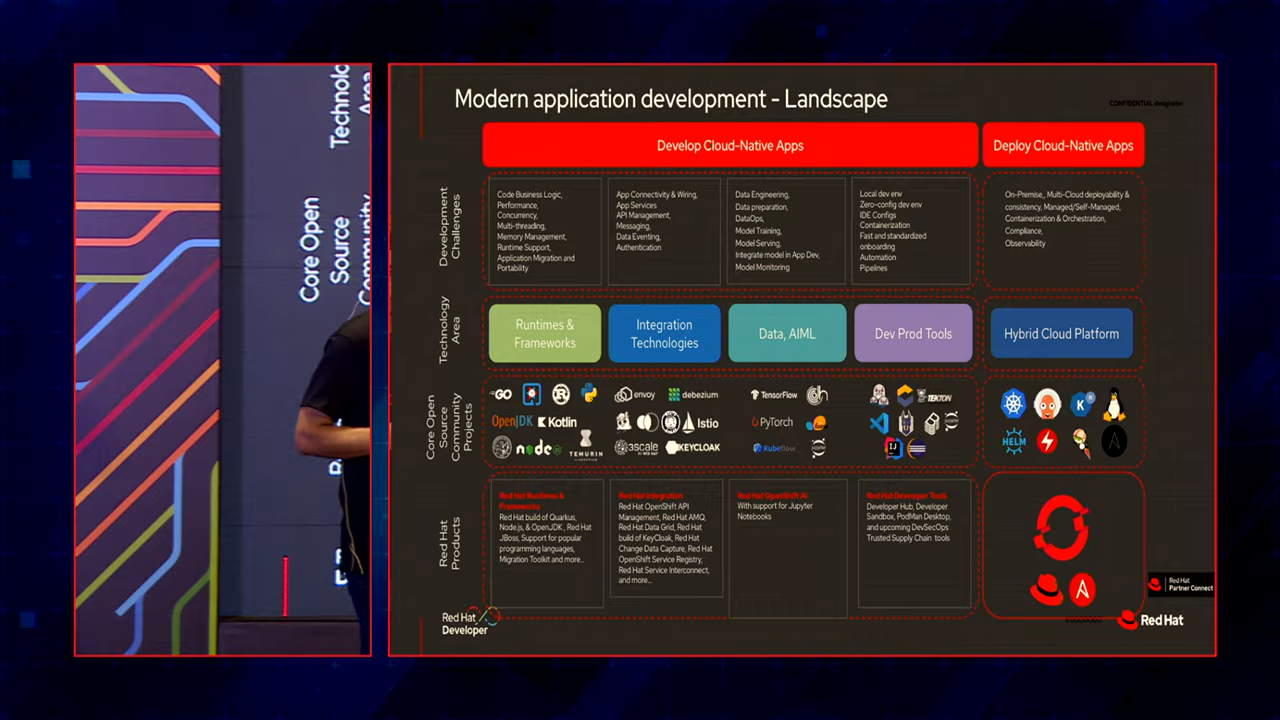 Technolo
Area
Core Open
Source
Community
Modern application development - Landscape
CONFIDENTIAL designator
Develop Cloud-Native Apps
Deploy Cloud-Native Apps
Development
Challenges
Code Business Logic,
Performance,
Concurrency,
Multi-threading,
Memory Management,
Runtime Support,
Application Migration and
Portability
App Connectivity & Wiring,
App Services
API Management,
Messaging,
Data Eventing,
Authentication
Data Engineering,
Data preparation,
DataOps,
Model Training,
Model Serving,
Integrate model in App Dev,
Model Monitoring
Local dev env
Zero-config dev env
IDE Configs
Containerization
Fast and standardized
onboarding
Automation
Pipelines
On-Premise,, Multi-Cloud deployability &
consistency, Managed/Self-Managed,
Containerization & Orchestration,
Compliance,
Observability
Technology
Area
Runtimes &
Frameworks
Integration
Technologies
Data, AIML
Dev Prod Tools
Hybrid Cloud Platform
Core Open
Source
Community
Projects
GO
OpenJDK
Kotlin
node
TEMURIN
envoy
debezium
Istio
3scale
KEYCLOAK
TensorFlow
PyTorch
Kubeflow
jupyter
TEKTON
HELM
Red Hat
Products
Red Hat Runtimes &
Frameworks
Red Hat build of Quarkus,
Node.js, & OpenJDK , Red Hat
JBoss, Support for popular
programming languages,
Migration Toolkit and more...
Red Hat Integration
Red Hat OpenShift API
Management, Red Hat AMQ,
Red Hat Data Grid, Red Hat
build of KeyCloak, Red Hat
Change Data Capture, Red Hat
OpenShift Service Registry,
Red Hat Service Interconnect,
and more...
Red Hat OpenShift AI
With support for Jupyter
Notebooks
Red Hat Developer Tools
Developer Hub, Developer
Sandbox, PodMan Desktop,
and upcoming DevSecOps
Trusted Supply Chain tools
Red Hat
Developer
Red Hat
Partner Connect
Red Hat